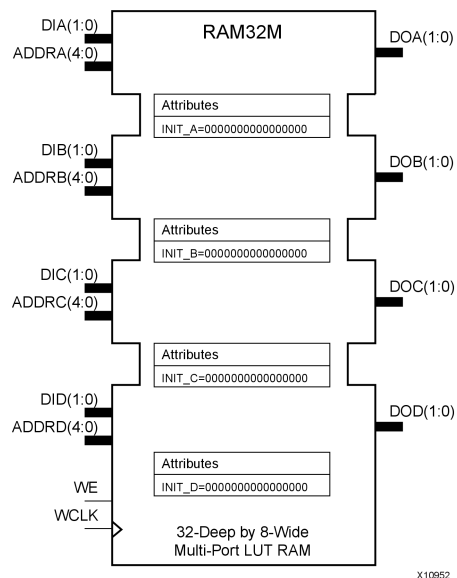 RAM32M
DIA(1:0)
ADDRA(4:0)
DOA(1:0)
Attributes
INIT_A=0000000000000000
DIB(1:0)
ADDRB(4:0)
DOB(1:0)
Attributes
INIT_B=0000000000000000
DIC(1:0)
ADDRC(4:0)
DOC(1:0)
Attributes
INIT_C=0000000000000000
DID(1:0)
ADDRD(4:0)
DOD(1:0)
Attributes
INIT_D=0000000000000000
WE
WCLK
32-Deep by 8-Wide
Multi-Port LUT RAM
X10952